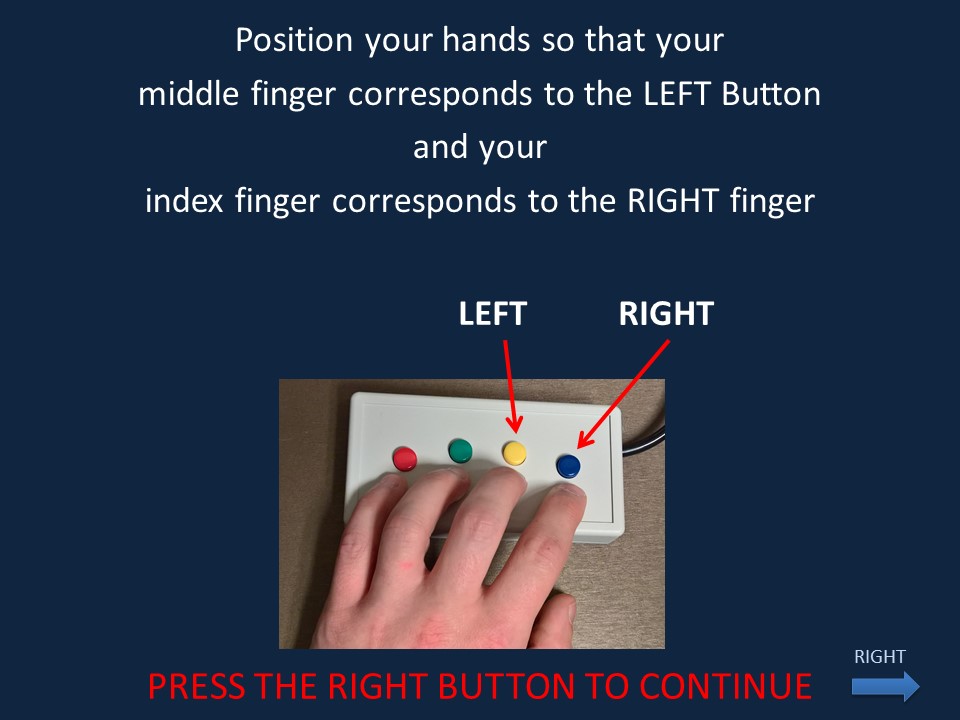 Position your hands so that your
middle finger corresponds to the LEFT Button
and your
index finger corresponds to the RIGHT finger
LEFT RIGHT
RIGHT
PRESS THE RIGHT BUTTON TO CONTINUE